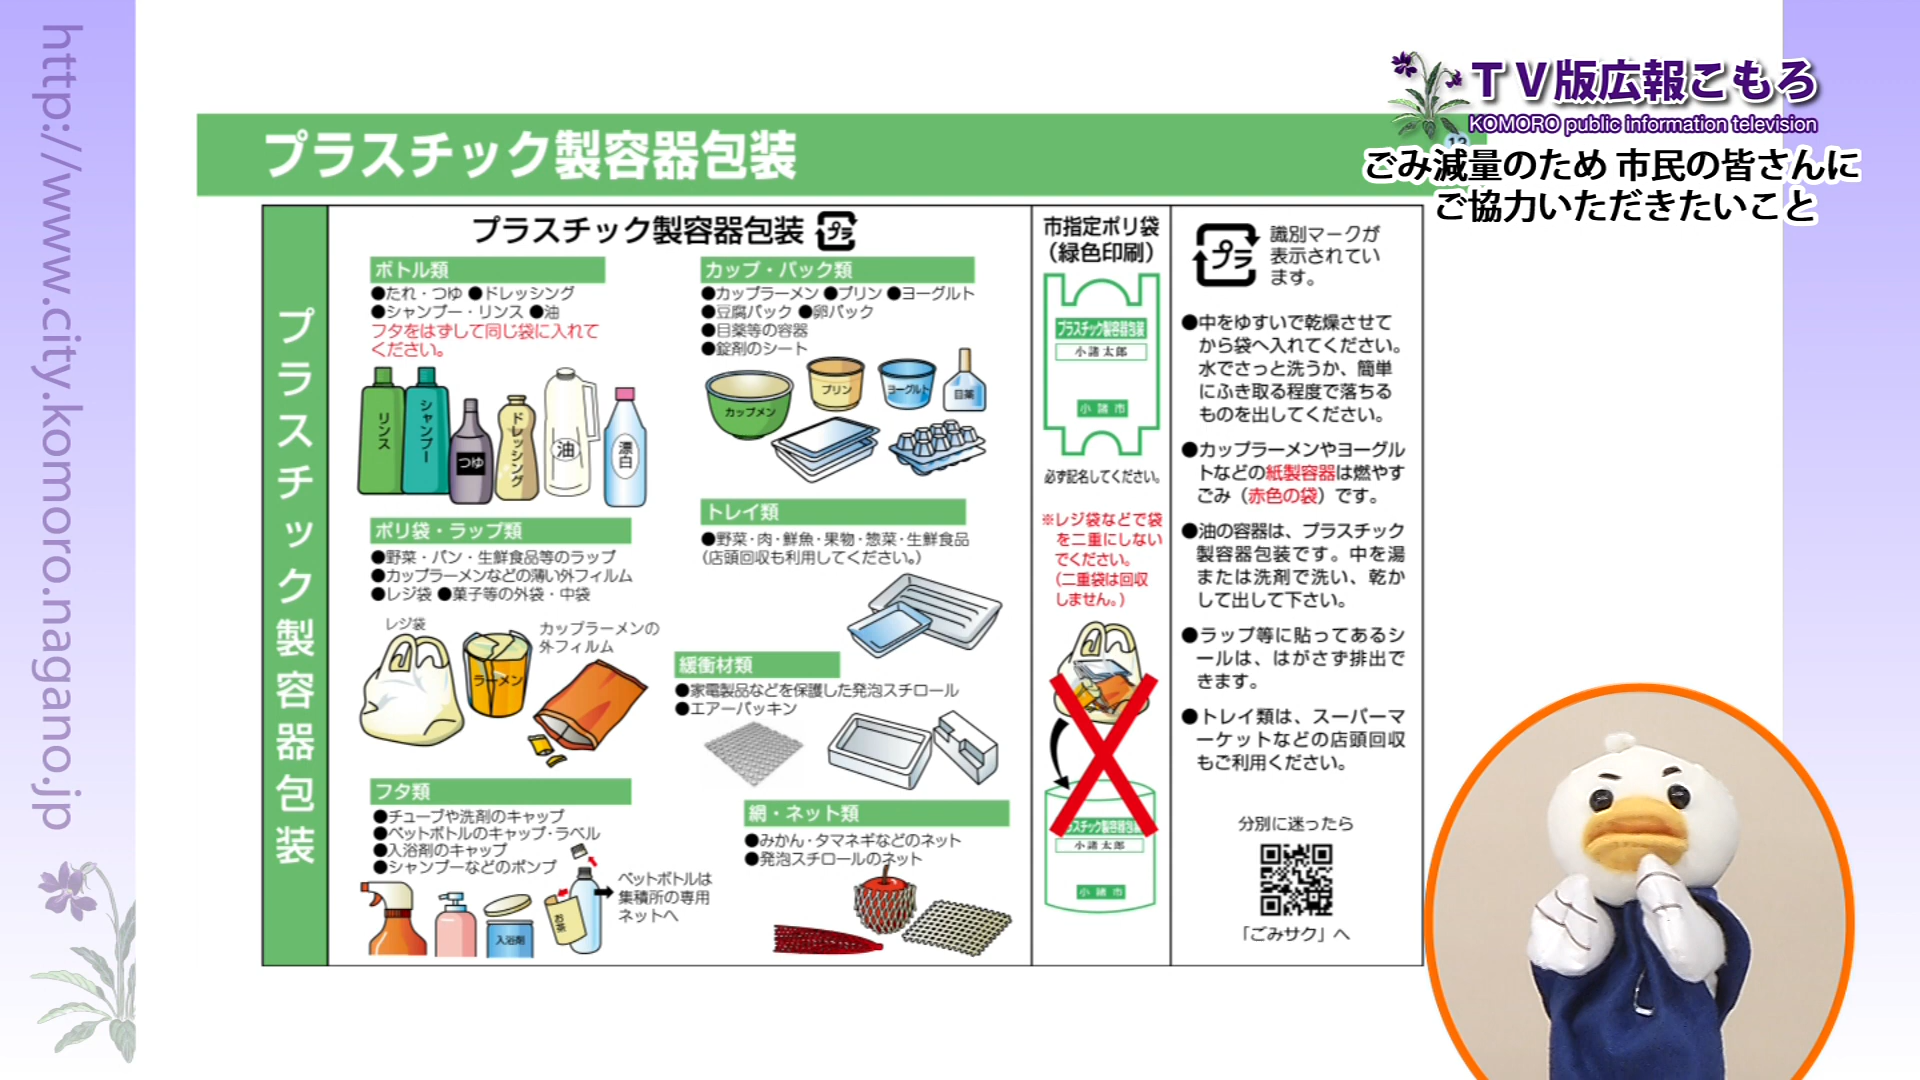 http://www.city.komoro.nagano.jp
TV版広報こもろ
KOMORO public information television
ごみ減量のため 市民の皆さんに
ご協力いただきたいこと
プラスチック製容器包装
プラスチック製容器包装
プラスチック製容器包装 プラ
ボトル類
●たれ・つゆ ●ドレッシング
●シャンプー・リンス ●油
フタをはずして同じ袋に入れて
ください。
リンス
シャンプー
つゆ
ドレッシング
油
漂白
ポリ袋・ラップ類
●野菜・パン・生鮮食品等のラップ
●カップラーメンなどの薄い外フィルム
●レジ袋 ●菓子等の外袋・中袋
レジ袋
ラーメン
カップラーメンの
外フィルム
フタ類
●チューブや洗剤のキャップ
●ペットボトルのキャップ・ラベル
●入浴剤のキャップ
●シャンプーなどのポンプ
入浴剤
お茶
ペットボトルは
集積所の専用
ネットへ
カップ・パック類
●カップラーメン ●プリン ●ヨーグルト
●豆腐パック ●卵パック
●目薬等の容器
●錠剤のシート
カップメン
プリン
ヨーグルト
目薬
トレイ類
●野菜・肉・鮮魚・果物・惣菜・生鮮食品
(店頭回収も利用してください。)
緩衝材類
●家電製品などを保護した発泡スチロール
●エアーパッキン
網・ネット類
●みかん・タマネギなどのネット
●発泡スチロールのネット
市指定ポリ袋
(緑色印刷)
プラスチック製容器包装
小諸太郎
小諸市
必ず記名してください。
※レジ袋などで袋
を二重にしない
でください。
(二重袋は回収
しません。)
ラスチック製容器包
小諸太郎
小諸市
プラ
識別マークが
表示されてい
ます。
●中をゆすいで乾燥させて
から袋へ入れてください。
水でさっと洗うか、簡単
にふき取る程度で落ちる
ものを出してください。
●カップラーメンやヨーグル
トなどの紙製容器は燃やす
ごみ(赤色の袋)です。
●油の容器は、プラスチック
製容器包装です。中を湯
または洗剤で洗い、乾か
して出して下さい。
●ラップ等に貼ってあるシ
ールは、はがさず排出で
きます。
●トレイ類は、スーパーマ
ーケットなどの店頭回収
もご利用ください。
分別に迷ったら
「ごみサク」へ